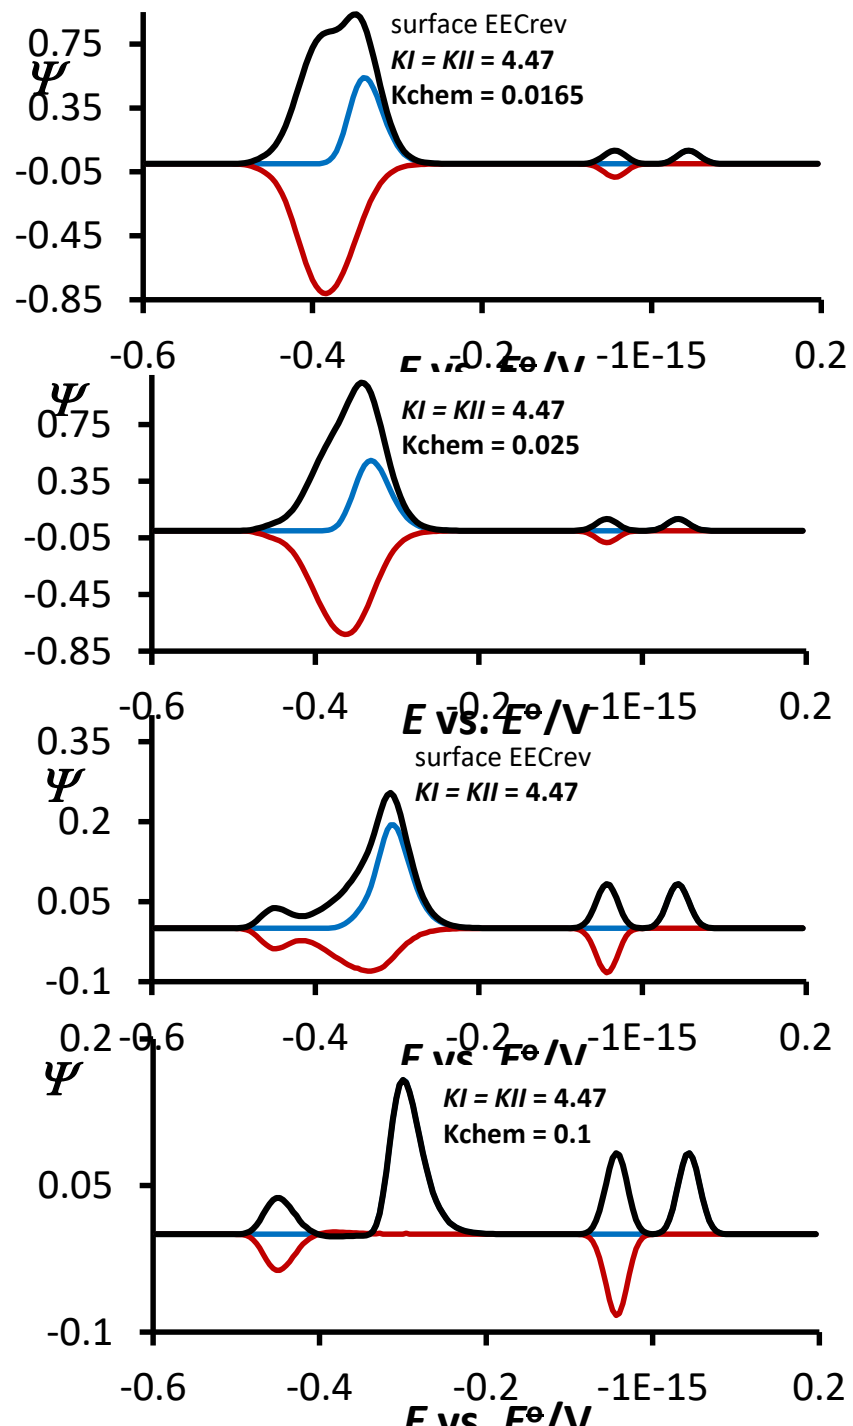 surface EECrev
0.75
KI = KII = 4.47
Ψ
Kchem = 0.0165
0.35
-0.05
-0.45
-0.85
-0.6 -0.4 -0.2 -1E-15 0.2
E vs. E⊖/V
Ψ
KI = KII = 4.47
0.75
Kchem = 0.025
0.35
-0.05
-0.45
-0.85
-0.6 -0.4 -0.2 -1E-15 0.2
E vs. E⊖/V
0.35
surface EECrev
Ψ
KI = KII = 4.47
0.2
0.05
-0.1
-0.6 -0.4 -0.2 -1E-15 0.2
E vs. E⊖/V
0.2
Ψ
KI = KII = 4.47
Kchem = 0.1
0.05
-0.1
-0.6 -0.4 -0.2 -1E-15 0.2
E vs. E⊖/V